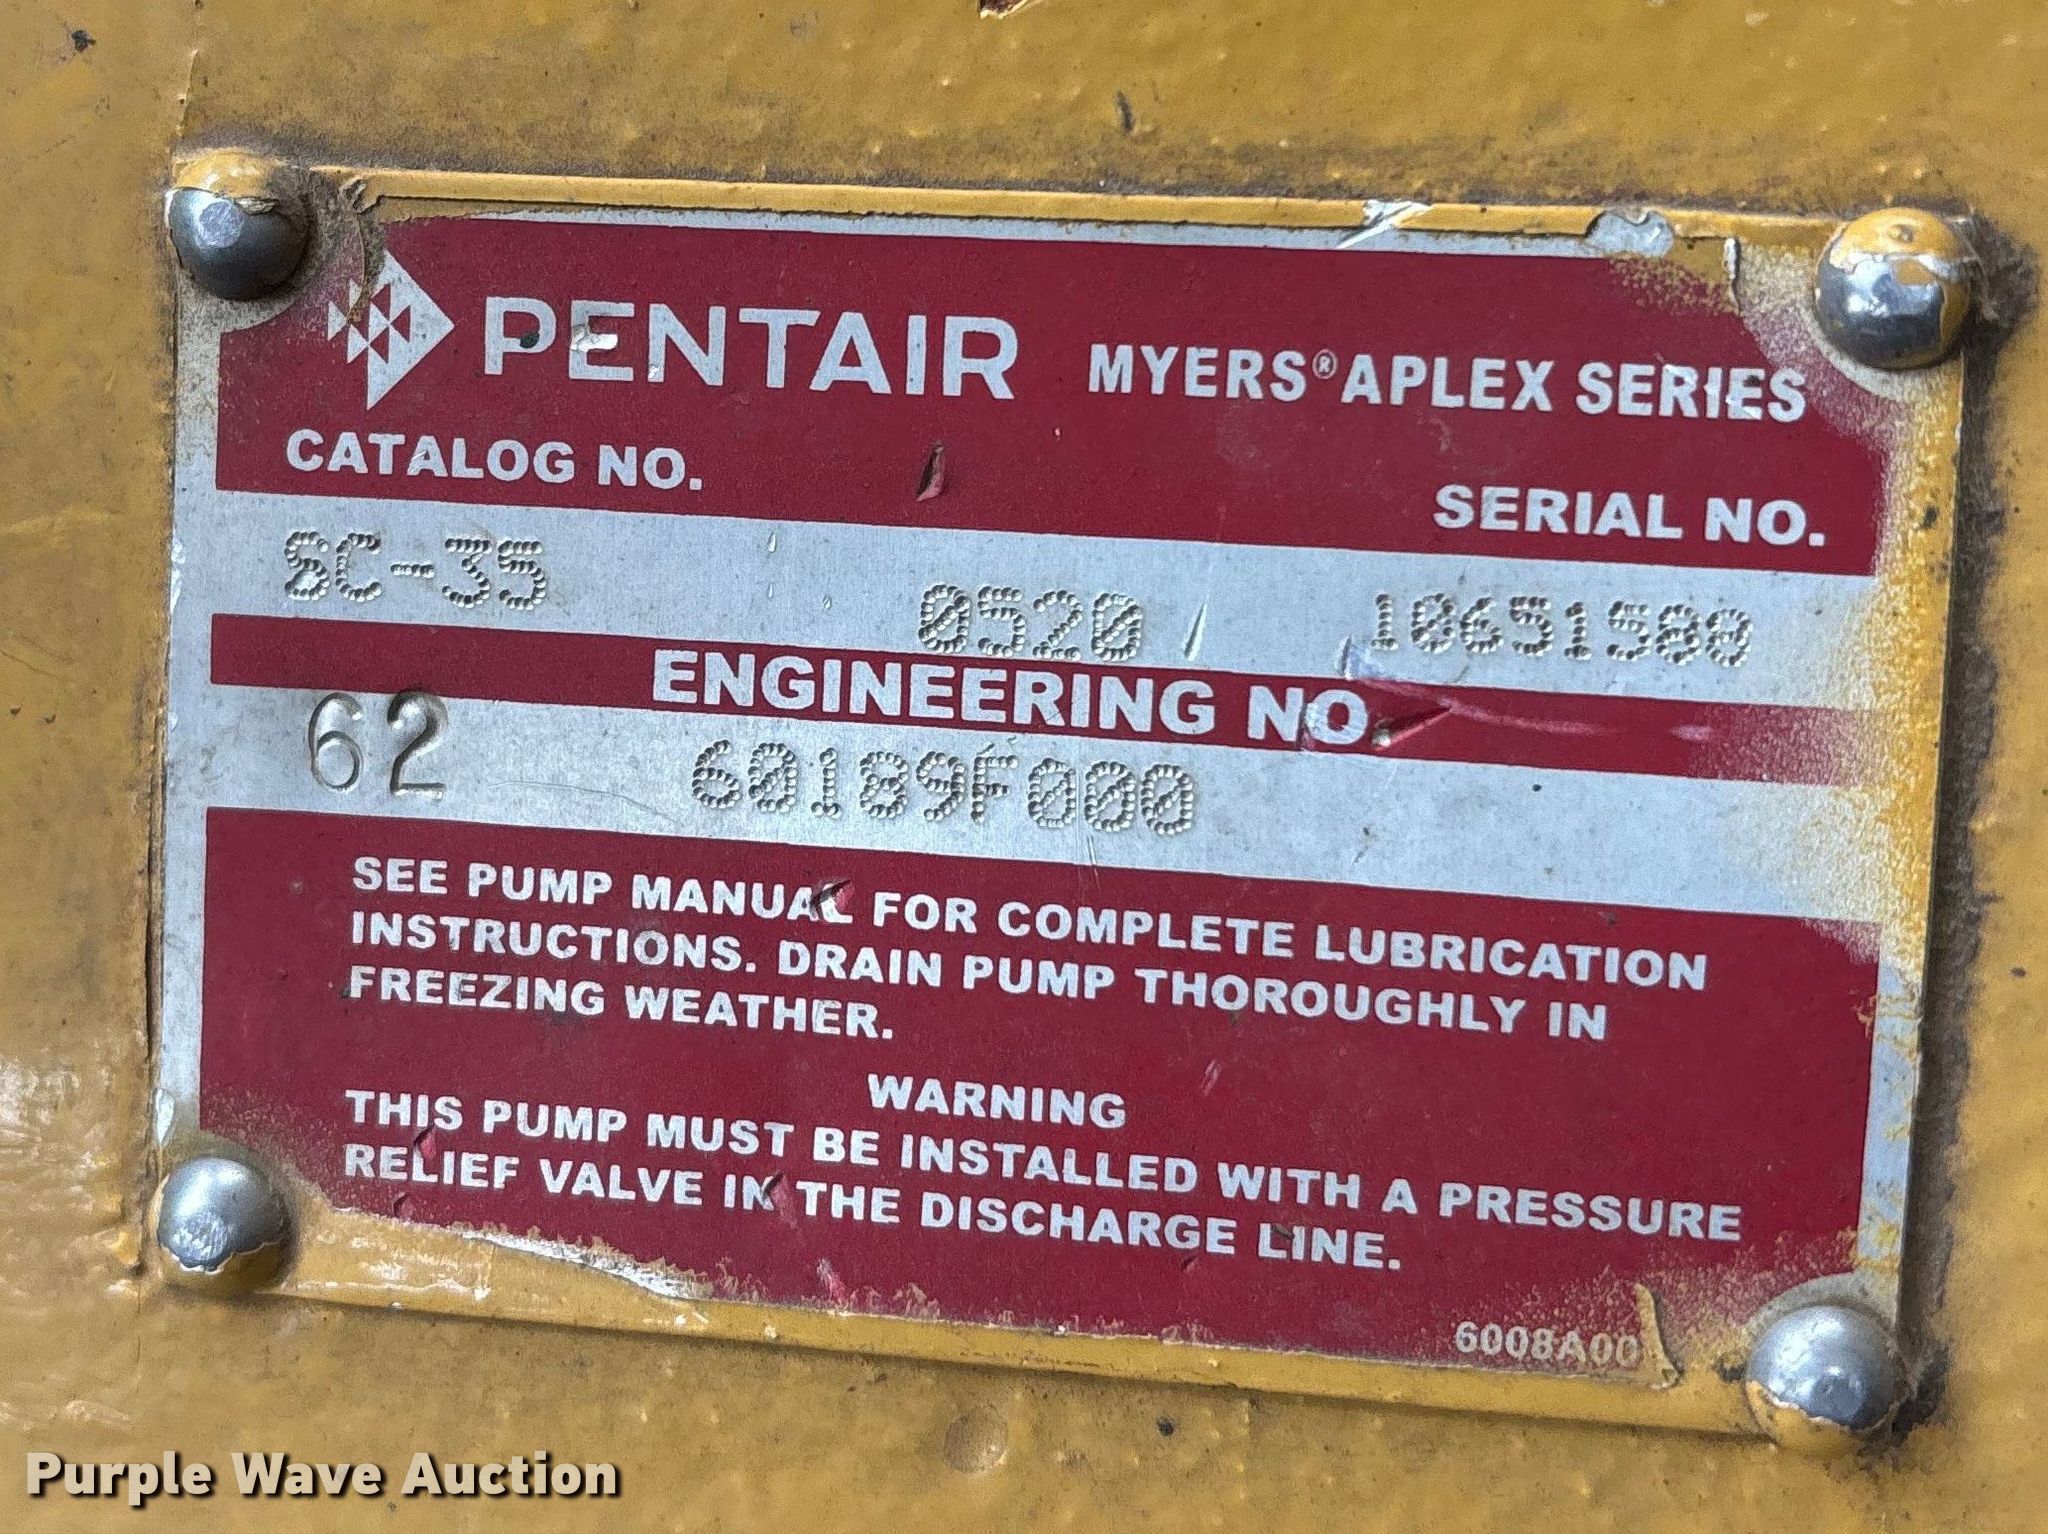 PENTAIR MYERS® APLEX SERIES
CATALOG NO.
SERIAL NO.
SC-35 0520 10651580
ENGINEERING NO.
62 60189F000
SEE PUMP MANUAL FOR COMPLETE LUBRICATION
INSTRUCTIONS. DRAIN PUMP THOROUGHLY IN
FREEZING WEATHER.
WARNING
THIS PUMP MUST BE INSTALLED WITH A PRESSURE
RELIEF VALVE IN THE DISCHARGE LINE.
6008A00
Purple Wave Auction